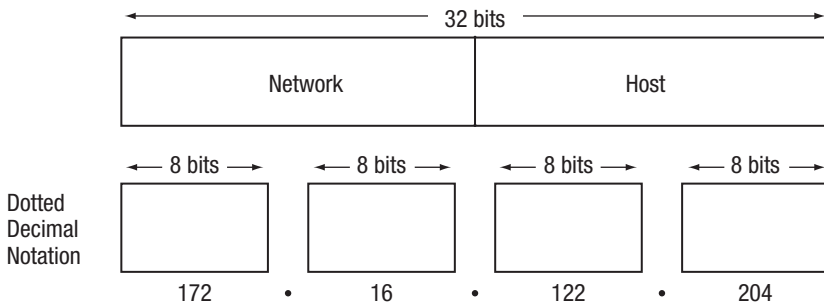 32 bits
Network Host
8 bits 8 bits 8 bits 8 bits
Dotted
Decimal
Notation
172 • 16 • 122 • 204